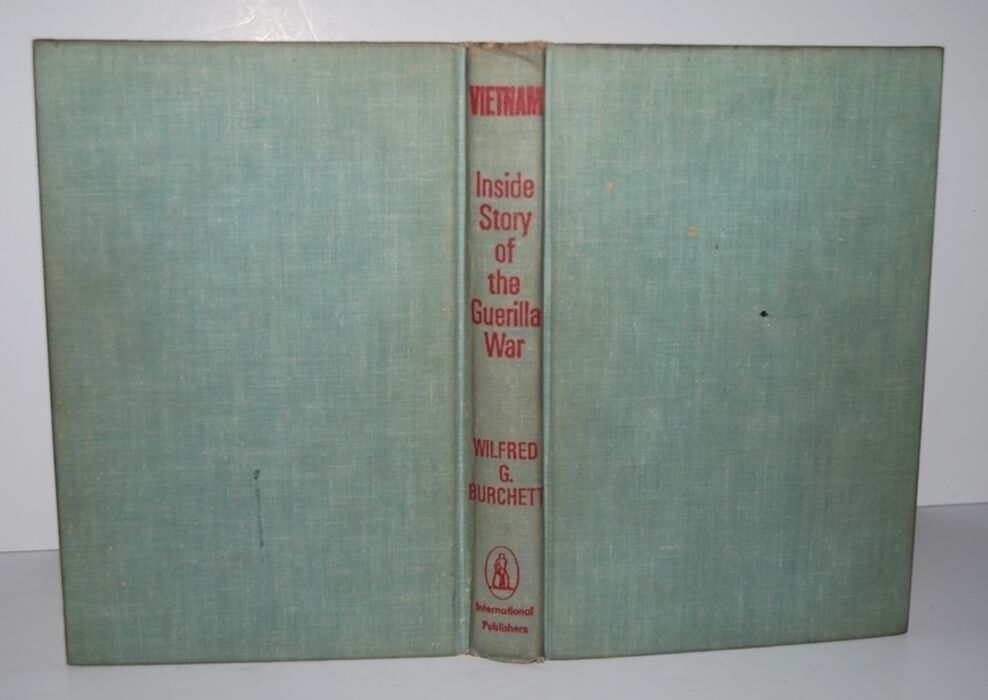 VIETNAM
Inside
Story
of
the
Guerilla
War
WILFRED
G.
BURCHETT
International
Publishers